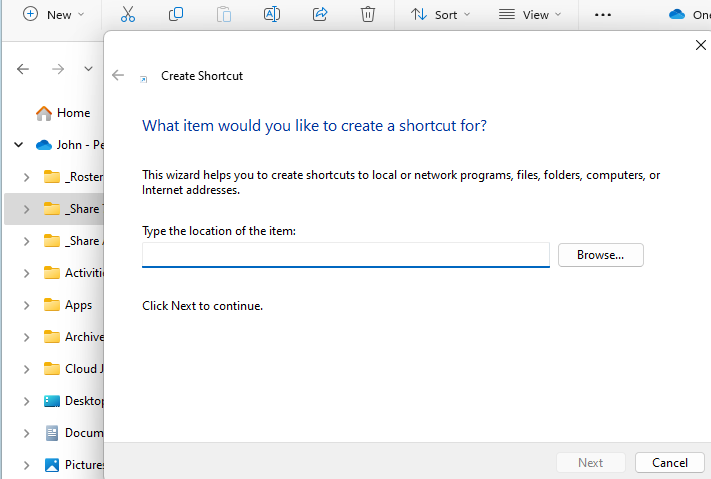 New
Sort
View
One
Create Shortcut
Home
What item would you like to create a shortcut for?
John - Pe
This wizard helps you to create shortcuts to local or network programs, files, folders, computers, or
Internet addresses.
_Roster
_Share T
Type the location of the item:
_Share A
Browse...
Activitie
Click Next to continue.
Apps
Archive
Cloud J
Desktop
Docum
Pictures
Next
Cancel